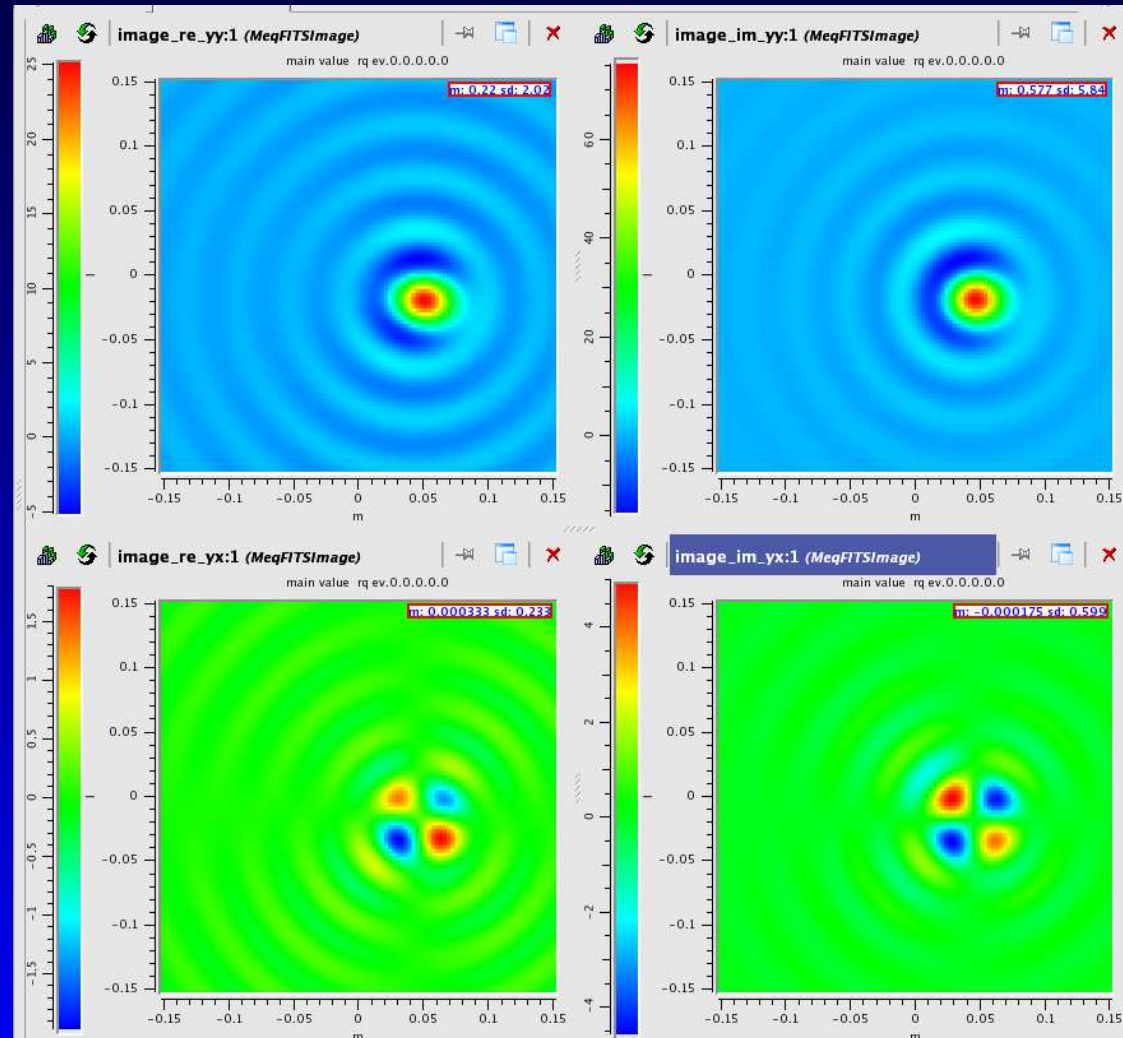 image_re_yy:1 (MeqFITSImage)
main value rq ev.0.0.0.0.0
m: 0.22 sd: 2.02
25
20
15
10
5
0
-5
0.15
0.1
0.05
0
-0.05
-0.1
-0.15
l
-0.15 -0.1 -0.05 0 0.05 0.1 0.15
m
image_im_yy:1 (MeqFITSImage)
main value rq ev.0.0.0.0.0
m: 0.577 sd: 5.84
60
40
20
0
0.15
0.1
0.05
0
-0.05
-0.1
-0.15
l
-0.15 -0.1 -0.05 0 0.05 0.1 0.15
m
image_re_yx:1 (MeqFITSImage)
main value rq ev.0.0.0.0.0
m: 0.000333 sd: 0.233
1.5
1
0.5
0
-0.5
-1
-1.5
0.15
0.1
0.05
0
-0.05
-0.1
-0.15
l
-0.15 -0.1 -0.05 0 0.05 0.1 0.15
m
image_im_yx:1 (MeqFITSImage)
main value rq ev.0.0.0.0.0
m: -0.000175 sd: 0.599
4
2
0
-2
-4
0.15
0.1
0.05
0
-0.05
-0.1
-0.15
l
-0.15 -0.1 -0.05 0 0.05 0.1 0.15
m